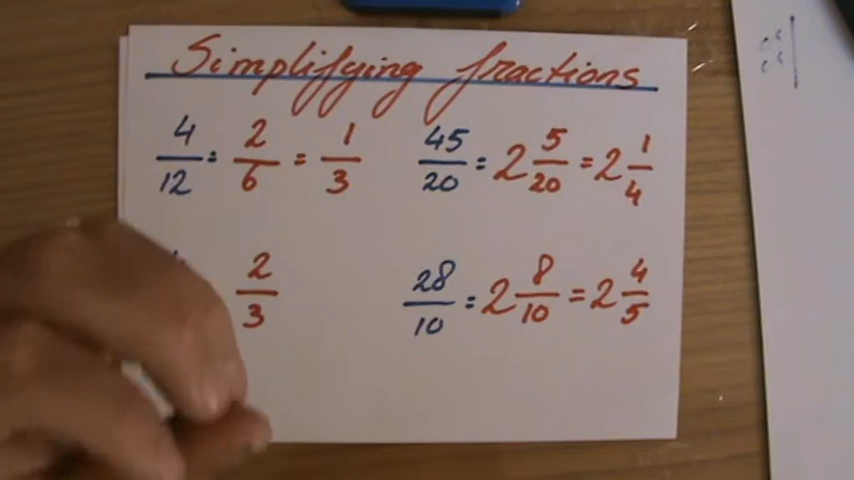 Simplifying fractions
4/12 = 2/6 = 1/3
45/20 = 2 5/20 = 2 1/4
2/3
28/10 = 2 8/10 = 2 4/5